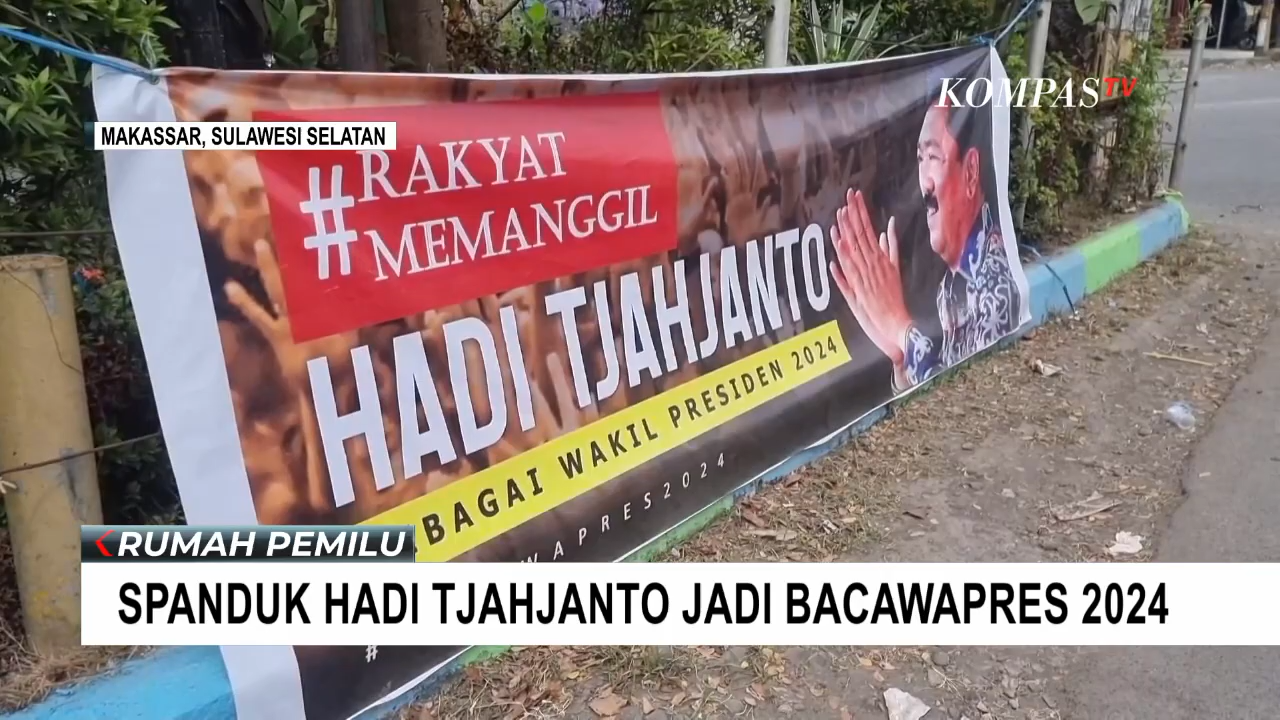 KOMPASTV
MAKASSAR, SULAWESI SELATAN
#RAKYAT
MEMANGGIL
HADI TJAHJANTO
BAGAI WAKIL PRESIDEN 2024
WAPRES2024
RUMAH PEMILU
SPANDUK HADI TJAHJANTO JADI BACAWAPRES 2024
#